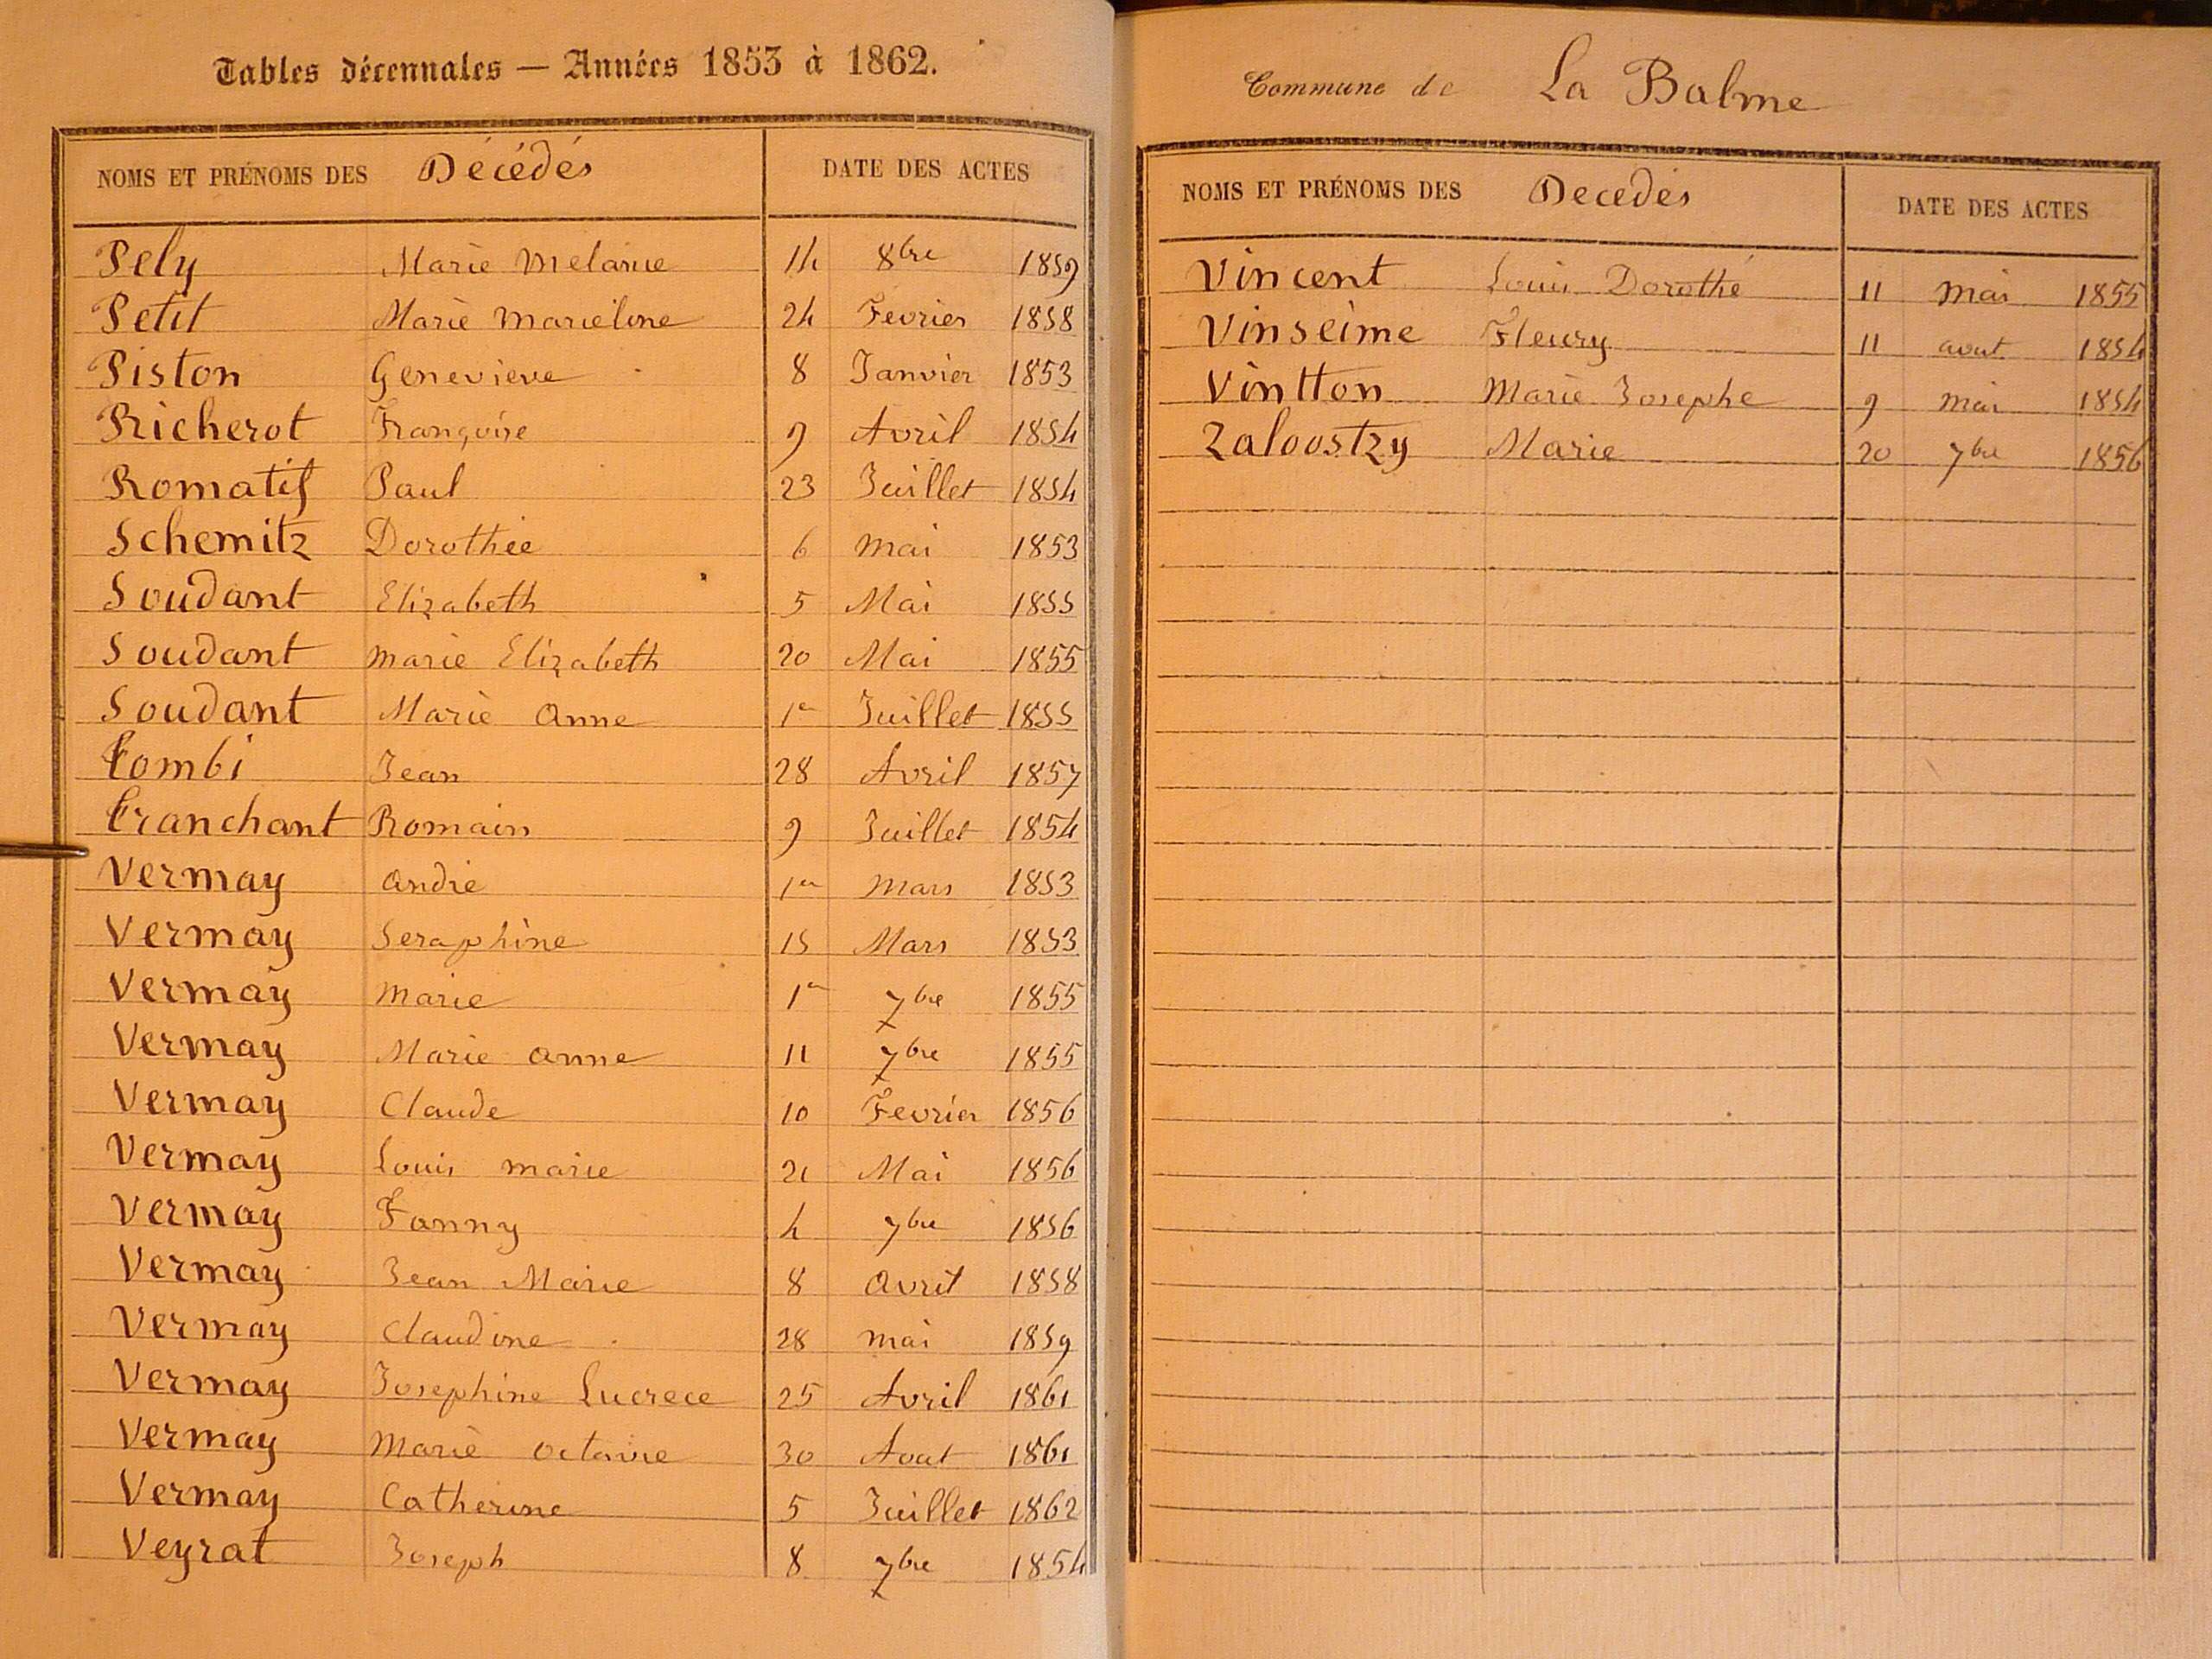 Tables décennales — Années 1853 à 1862.
NOMS ET PRÉNOMS DES Décédés DATE DES ACTES
Pely Marie Mélanie 14 8bre 1859
Petit Marie Marieline 24 Fevrier 1858
Piston Genevieve 8 Janvier 1853
Richerot Françoise 9 Avril 1854
Romatif Paul 23 Juillet 1854
Schemitz Dorothée 6 mai 1853
Soudant Elizabeth 5 Mai 1855
Soudant marie Elizabeth 20 Mai 1855
Soudant Marie Anne 1er Juillet 1855
Tombi Jean 28 Avril 1857
Tranchant Romain 9 Juillet 1854
Vermay André 1er mars 1853
Vermay Seraphine 15 Mars 1853
Vermay Marie 1er 7bre 1855
Vermay Marie anne 11 7bre 1855
Vermay Claude 10 Fevrier 1856
Vermay Louis marie 21 Mai 1856
Vermay Fanny 4 7bre 1856
Vermay Jean Marie 8 Avril 1858
Vermay Claudine 28 mai 1859
Vermay Josephine Lucrece 25 Avril 1861
Vermay Marie Octavie 30 Aout 1861
Vermay Catherine 5 Juillet 1862
Veyrat Joseph 8 7bre 1854
Commune de La Balme
NOMS ET PRÉNOMS DES Decedés DATE DES ACTES
Vincent Louis Dorothé 11 mai 1855
Vinseime Fleury 11 aout 1854
Vintton Marie Josephe 9 mai 1854
Zaloostzy Marie 20 7bre 1856